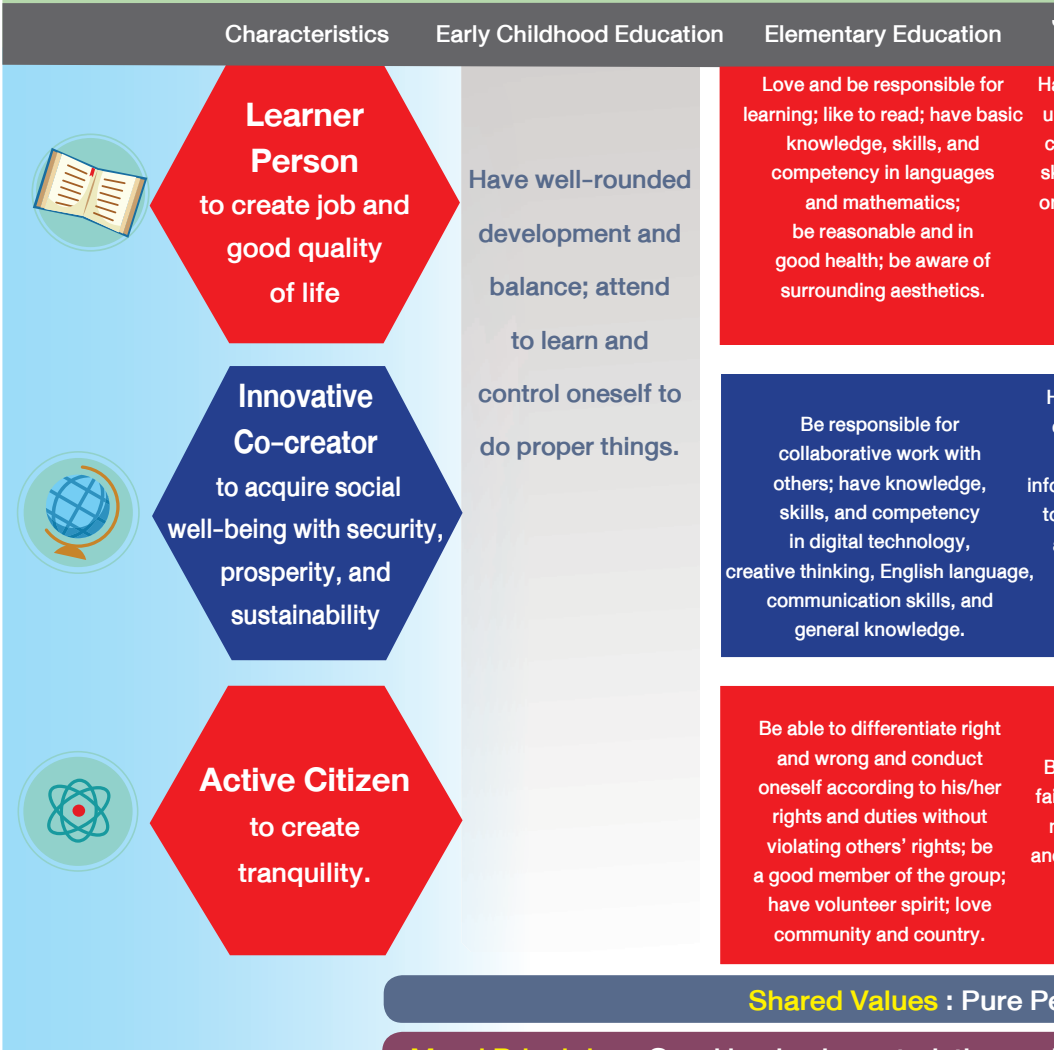 Characteristics
Early Childhood Education
Elementary Education
Learner
Person
to create job and
good quality
of life
Have well-rounded
development and
balance; attend
to learn and
control oneself to
do proper things.
Love and be responsible for
learning; like to read; have basic
knowledge, skills, and
competency in languages
and mathematics;
be reasonable and in
good health; be aware of
surrounding aesthetics.
Innovative
Co-creator
to acquire social
well-being with security,
prosperity, and
sustainability
Be responsible for
collaborative work with
others; have knowledge,
skills, and competency
in digital technology,
creative thinking, English language,
communication skills, and
general knowledge.
Active Citizen
to create
tranquility.
Be able to differentiate right
and wrong and conduct
oneself according to his/her
rights and duties without
violating others' rights; be
a good member of the group;
have volunteer spirit; love
community and country.
Shared Values : Pure